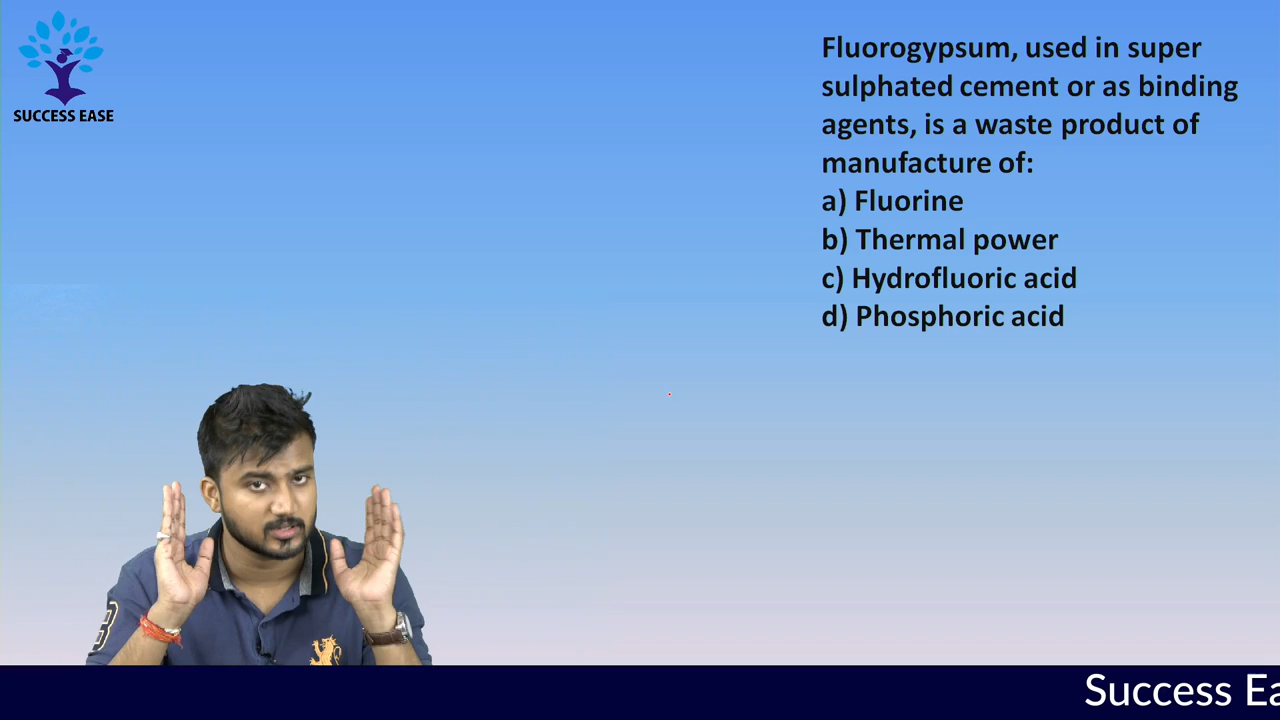 SUCCESS EASE
Fluorogypsum, used in super
sulphated cement or as binding
agents, is a waste product of
manufacture of:
a) Fluorine
b) Thermal power
c) Hydrofluoric acid
d) Phosphoric acid
Success Ea